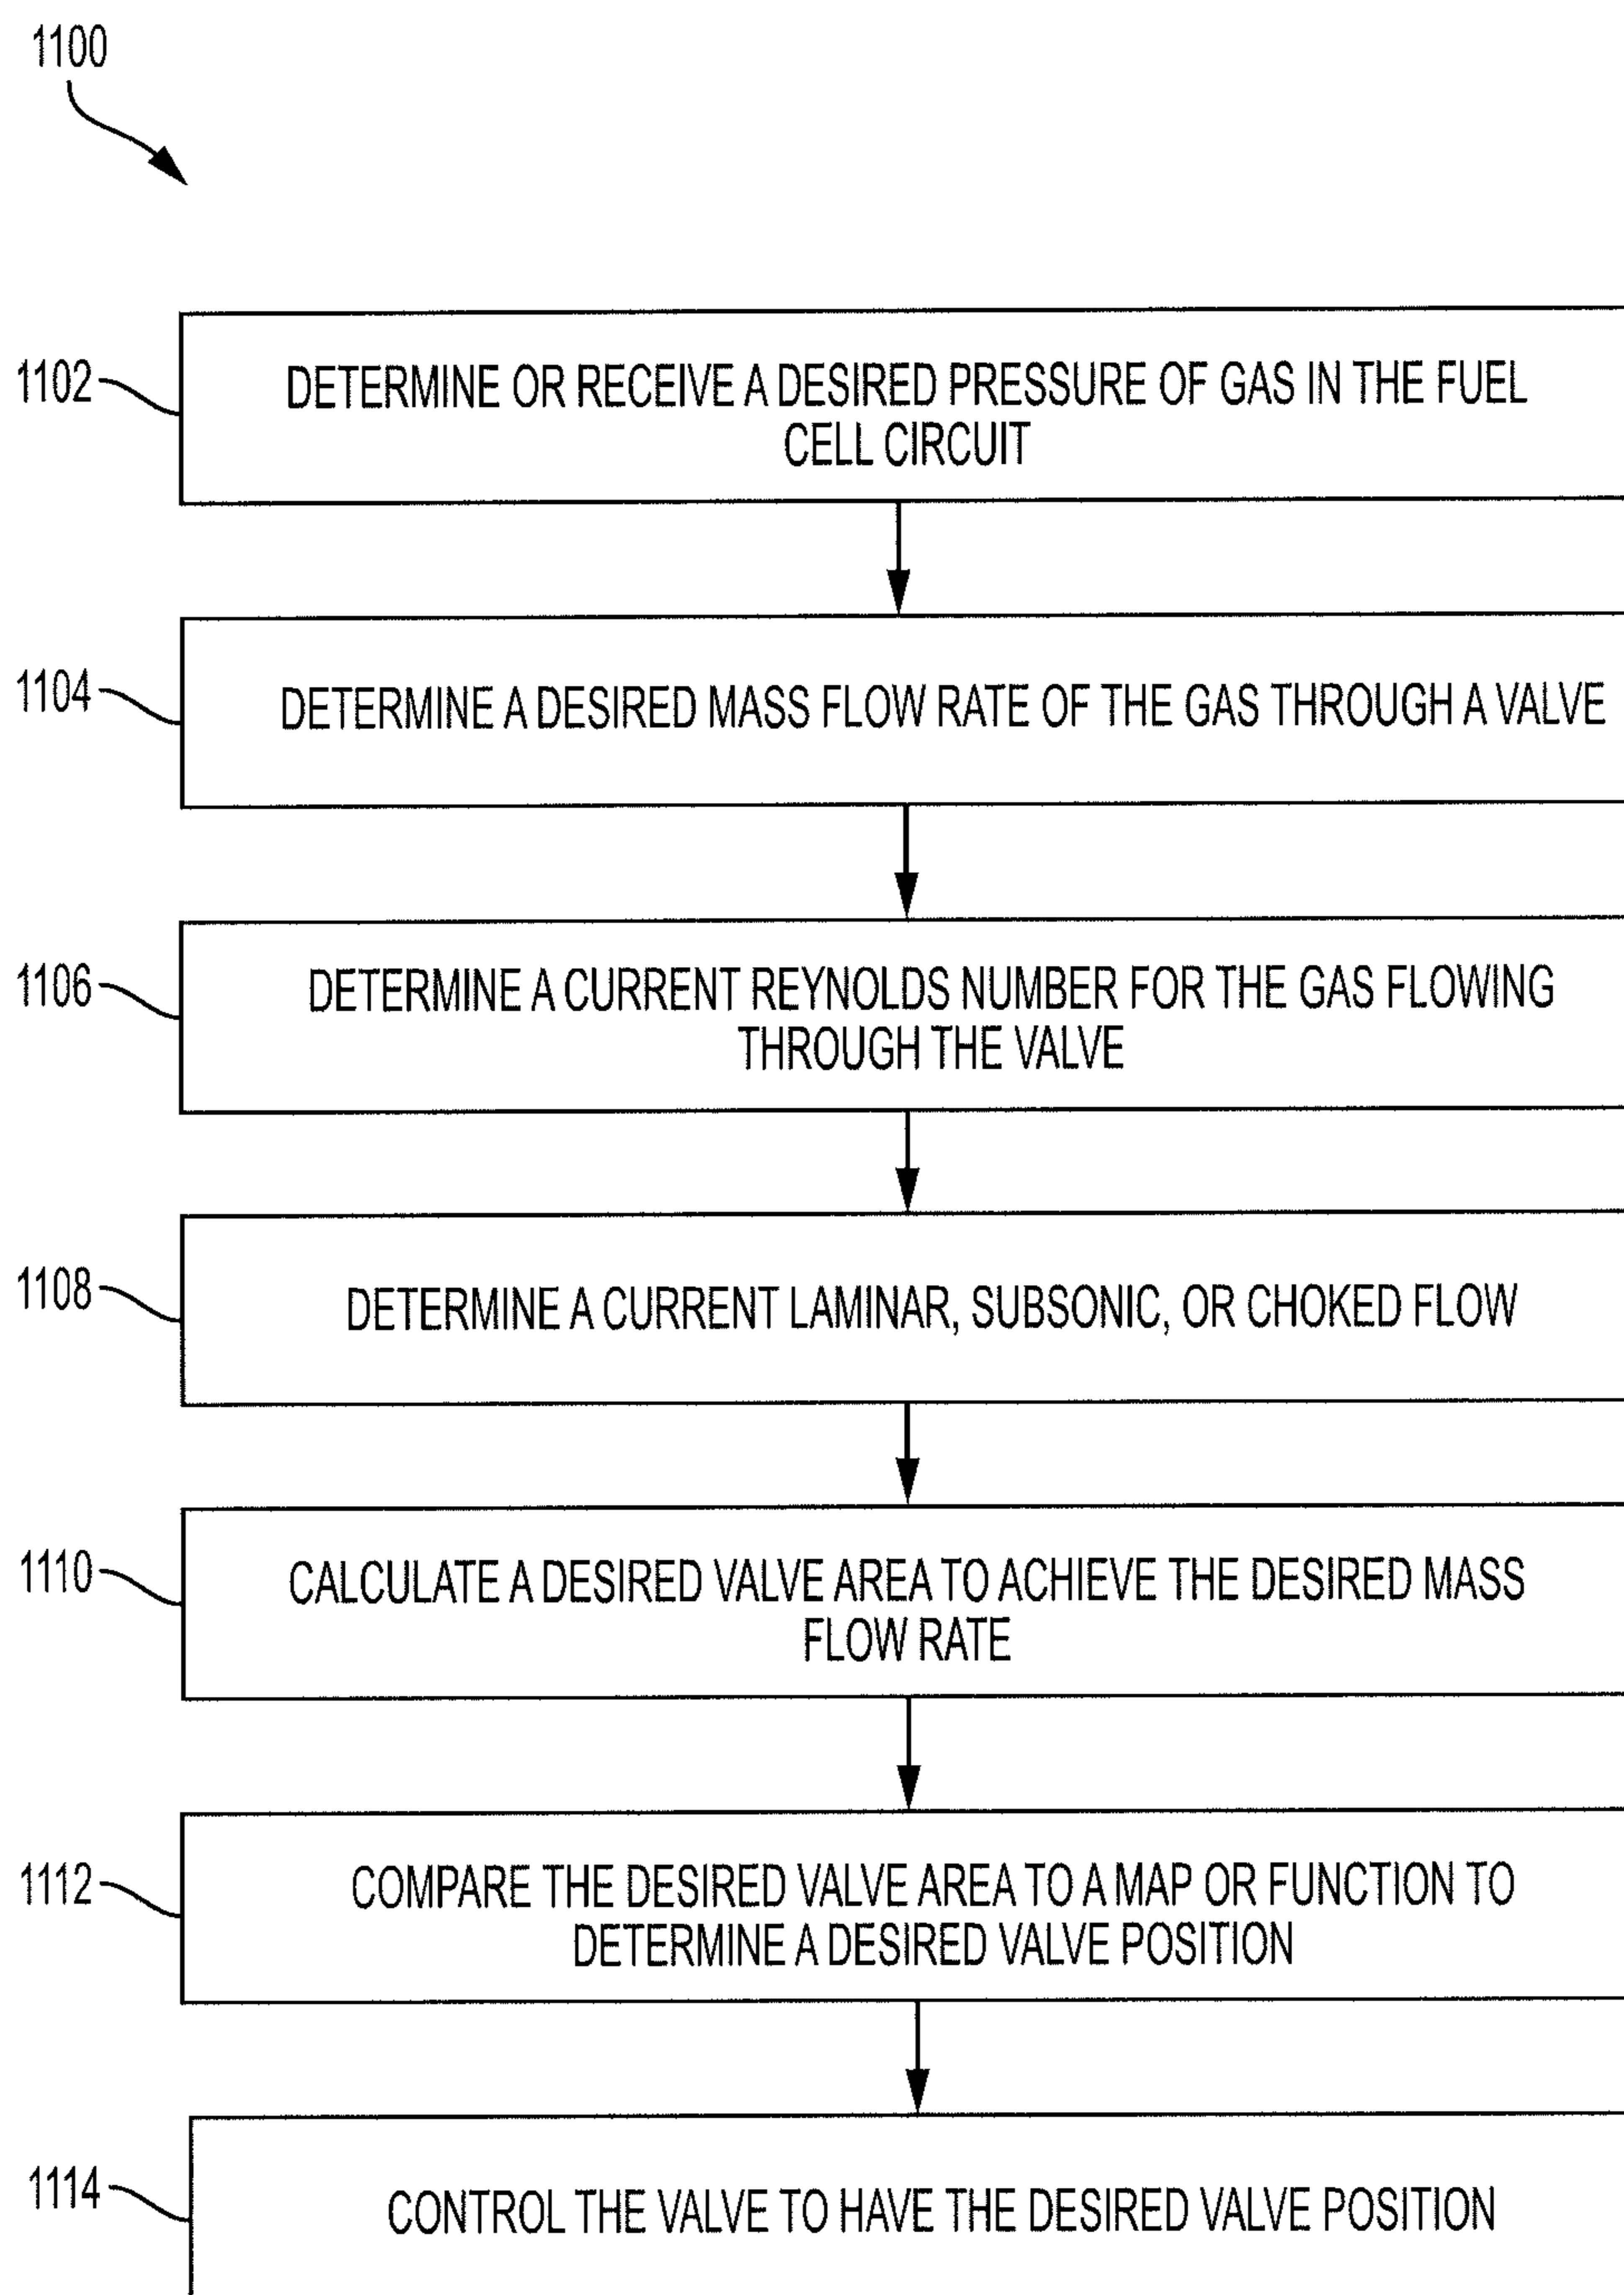 1100
1102
DETERMINE OR RECEIVE A DESIRED PRESSURE OF GAS IN THE FUEL
CELL CIRCUIT
1104
DETERMINE A DESIRED MASS FLOW RATE OF THE GAS THROUGH A VALVE
1106
DETERMINE A CURRENT REYNOLDS NUMBER FOR THE GAS FLOWING
THROUGH THE VALVE
1108
DETERMINE A CURRENT LAMINAR, SUBSONIC, OR CHOKED FLOW
1110
CALCULATE A DESIRED VALVE AREA TO ACHIEVE THE DESIRED MASS
FLOW RATE
1112
COMPARE THE DESIRED VALVE AREA TO A MAP OR FUNCTION TO
DETERMINE A DESIRED VALVE POSITION
1114
CONTROL THE VALVE TO HAVE THE DESIRED VALVE POSITION